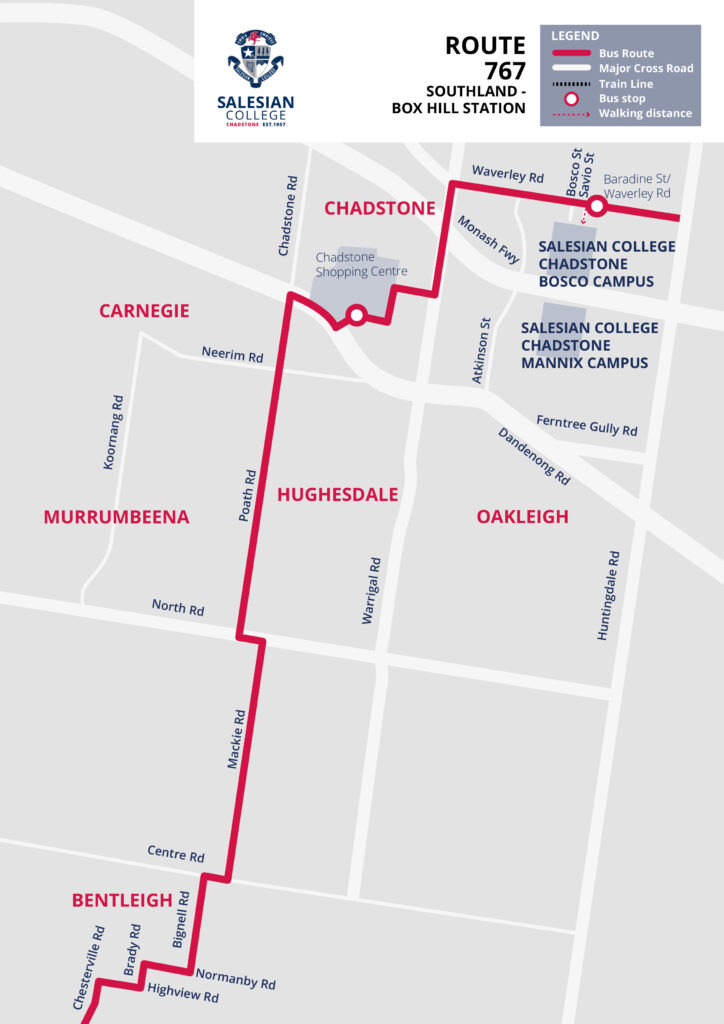 SALESIAN
COLLEGE
CHADSTONE EST.1957
ROUTE
767
SOUTHLAND -
BOX HILL STATION
LEGEND
Bus Route
Major Cross Road
Train Line
Bus stop
Walking distance
Waverley Rd
Bosco St
Savio St
Baradine St/
Waverley Rd
Chadstone Rd
CHADSTONE
Monash Fwy
SALESIAN COLLEGE
CHADSTONE
BOSCO CAMPUS
Chadstone
Shopping Centre
CARNEGIE
SALESIAN COLLEGE
CHADSTONE
MANNIX CAMPUS
Neerim Rd
Atkinson St
Koornang Rd
Ferntree Gully Rd
Dandenong Rd
Poath Rd
HUGHESDALE
MURRUMBEENA
OAKLEIGH
Warrigal Rd
Huntingdale Rd
North Rd
Mackie Rd
Centre Rd
BENTLEIGH
Bignell Rd
Brady Rd
Chesterville Rd
Normanby Rd
Highview Rd